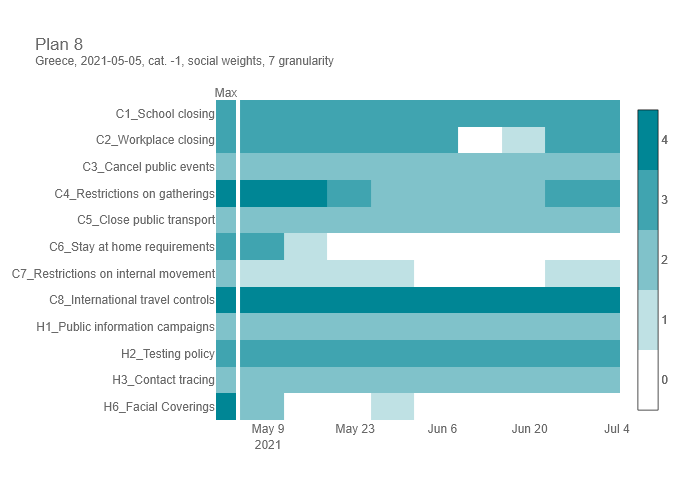 Plan 8
Greece, 2021-05-05, cat. -1, social weights, 7 granularity
Max
C1_School closing
C2_Workplace closing
C3_Cancel public events
C4_Restrictions on gatherings
C5_Close public transport
C6_Stay at home requirements
C7_Restrictions on internal movement
C8_International travel controls
H1_Public information campaigns
H2_Testing policy
H3_Contact tracing
H6_Facial Coverings
4
3
2
1
0
May 9 May 23 Jun 6 Jun 20 Jul 4
2021